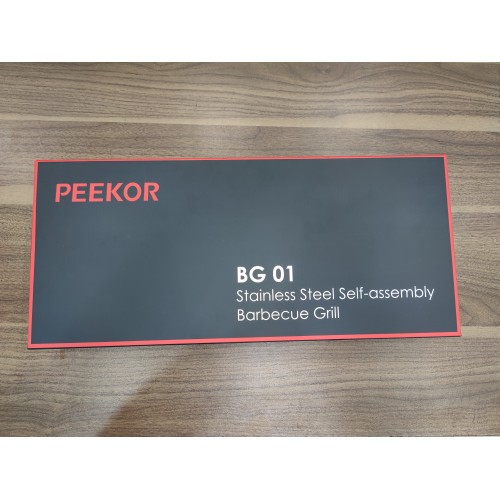 PEEKOR
BG 01
Stainless Steel Self-assembly
Barbecue Grill